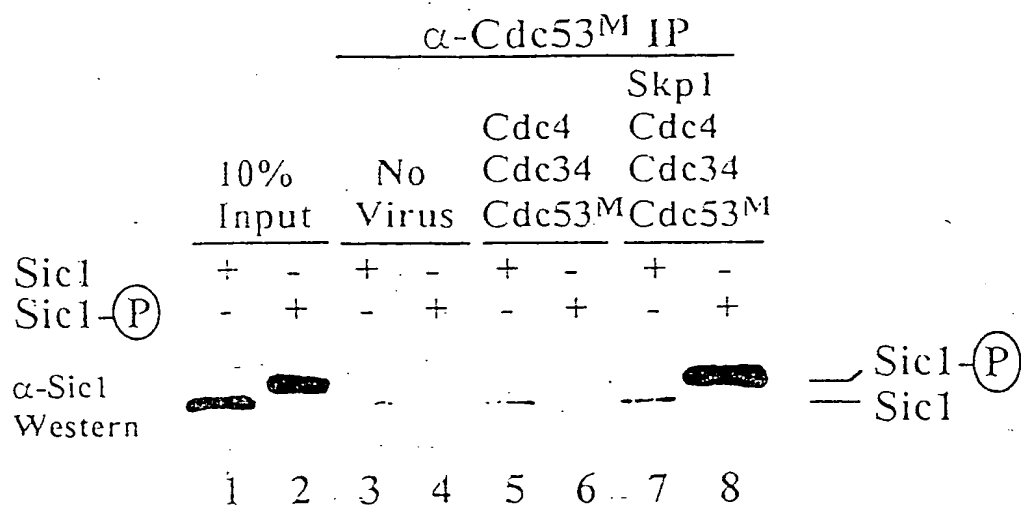 α-Cdc53ᴹ IP
Skp1
Cdc4 Cdc4
10% No Cdc34 Cdc34
Input Virus Cdc53ᴹ Cdc53ᴹ
Sic1 + - + - + - + -
Sic1-Ⓟ - + - + - + - +
α-Sic1
Western
Sic1-Ⓟ
Sic1
1 2 3 4 5 6 7 8